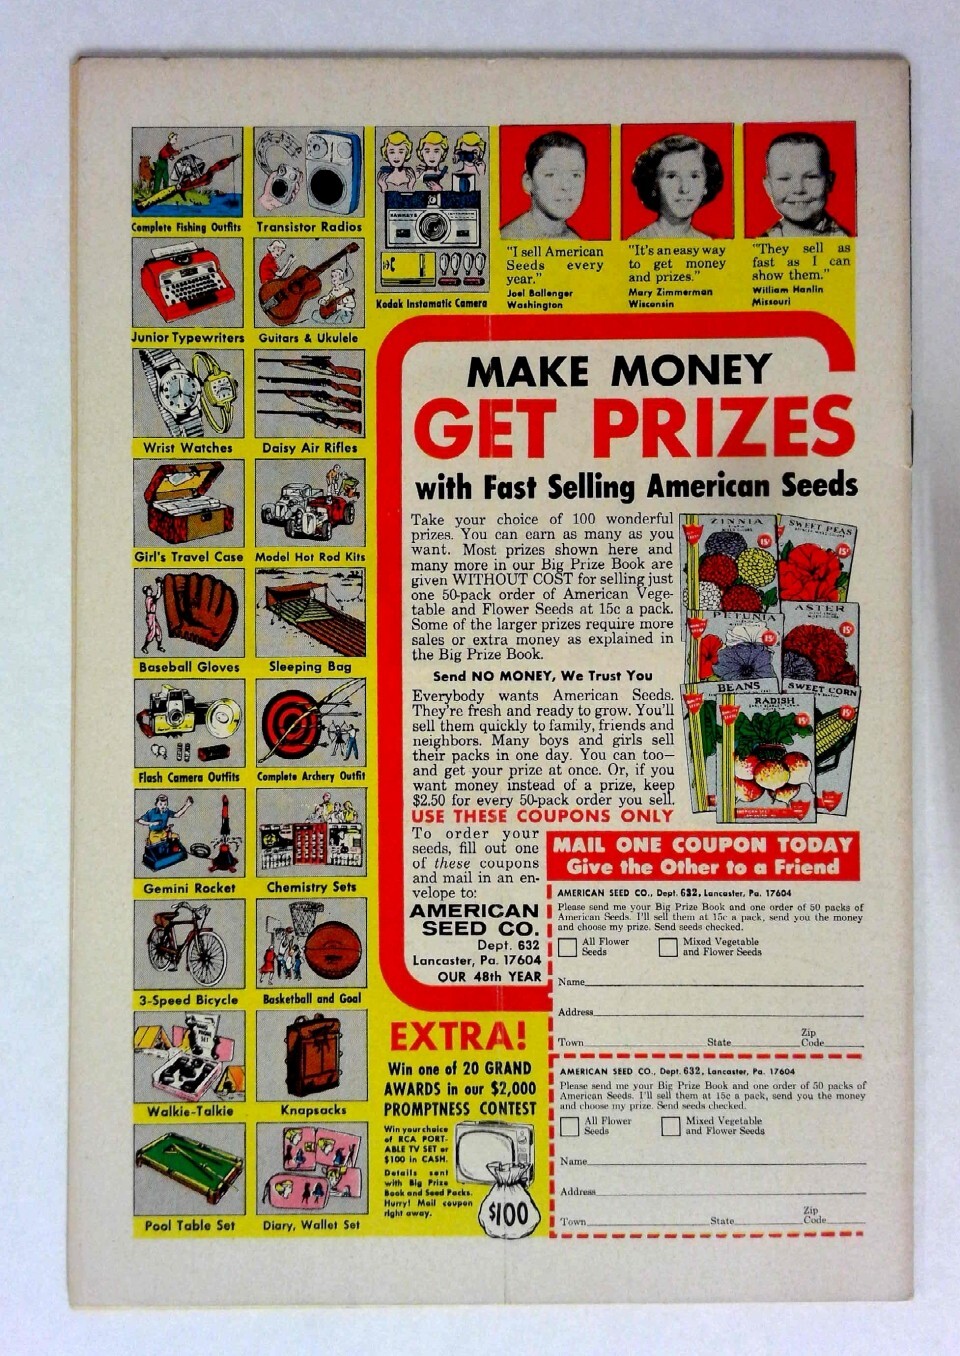 Complete Fishing Outfits
Transistor Radios
Junior Typewriters
Guitars & Ukulele
Wrist Watches
Daisy Air Rifles
Girl's Travel Case
Model Hot Rod Kits
Baseball Gloves
Sleeping Bag
Flash Camera Outfits
Complete Archery Outfit
Gemini Rocket
Chemistry Sets
3-Speed Bicycle
Basketball and Goal
Walkie-Talkie
Knapsacks
Pool Table Set
Diary, Wallet Set
Kodak Instamatic Camera
"I sell American
Seeds every
year."
Joel Ballenger
Washington
"It's an easy way
to get money
and prizes."
Mary Zimmerman
Wisconsin
"They sell as
fast as I can
show them."
William Hanlin
Missouri
MAKE MONEY
GET PRIZES
with Fast Selling American Seeds
Take your choice of 100 wonderful
prizes. You can earn as many as you
want. Most prizes shown here and
many more in our Big Prize Book are
given WITHOUT COST for selling just
one 50-pack order of American Vege-
table and Flower Seeds at 15c a pack.
Some of the larger prizes require more
sales or extra money as explained in
the Big Prize Book.
Send NO MONEY, We Trust You
Everybody wants American Seeds.
They're fresh and ready to grow. You'll
sell them quickly to family, friends and
neighbors. Many boys and girls sell
their packs in one day. You can too—
and get your prize at once. Or, if you
want money instead of a prize, keep
$2.50 for every 50-pack order you sell.
USE THESE COUPONS ONLY
To order your
seeds, fill out one
of these coupons
and mail in an en-
velope to:
AMERICAN
SEED CO.
Dept. 632
Lancaster, Pa. 17604
OUR 48th YEAR
ZINNIA
15¢
SWEET PEAS
15¢
PETUNIA
15¢
ASTER
15¢
BEANS
SWEET CORN
15¢
RADISH
15¢
MAIL ONE COUPON TODAY
Give the Other to a Friend
AMERICAN SEED CO., Dept. 632, Lancaster, Pa. 17604
Please send me your Big Prize Book and one order of 50 packs of
American Seeds. I'll sell them at 15c a pack, send you the money
and choose my prize. Send seeds checked.
All Flower
Seeds
Mixed Vegetable
and Flower Seeds
Name
Address
Town State Zip
Code
AMERICAN SEED CO., Dept. 632, Lancaster, Pa. 17604
Please send me your Big Prize Book and one order of 50 packs of
American Seeds. I'll sell them at 15c a pack, send you the money
and choose my prize. Send seeds checked.
All Flower
Seeds
Mixed Vegetable
and Flower Seeds
Name
Address
Town State Zip
Code
EXTRA!
Win one of 20 GRAND
AWARDS in our $2,000
PROMPTNESS CONTEST
Win your choice
of RCA PORT-
ABLE TV SET or
$100 in CASH.
Details sent
with Big Prize
Book and Seed Packs.
Hurry! Mail coupon
right away.
$100